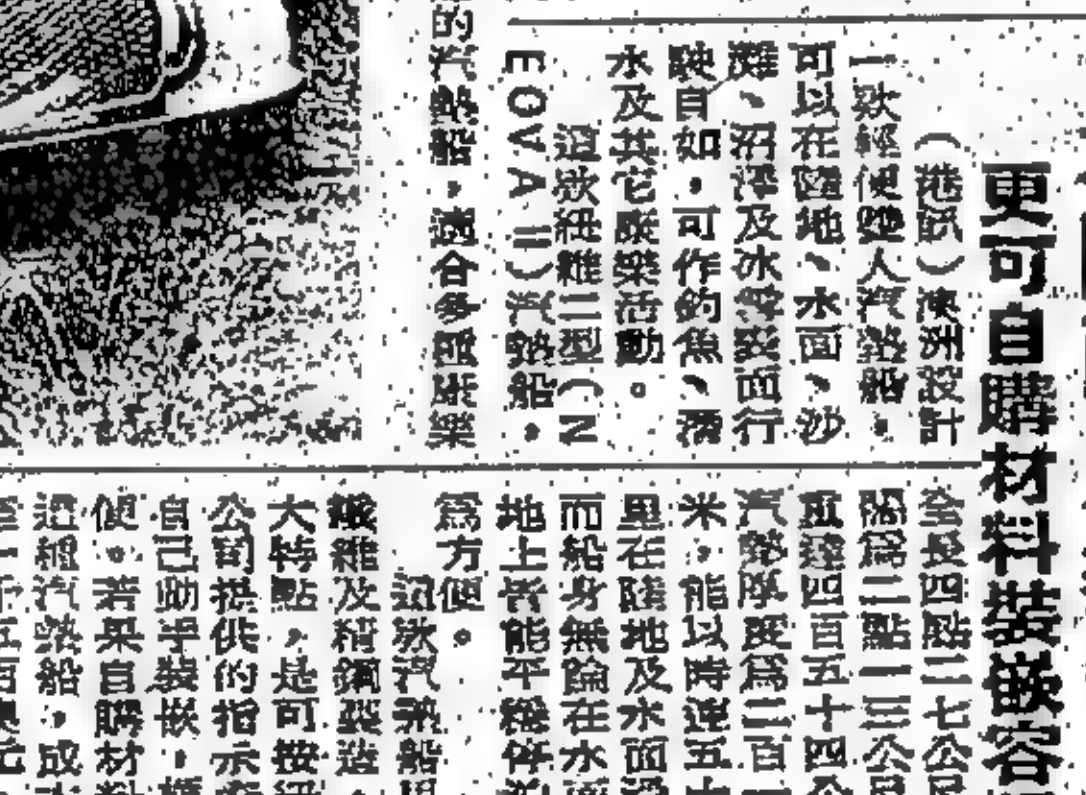 更可自購材料裝嵌容
（港訊）澳洲設計
一款輕便雙人汽墊船，
可以在陸地、水面、沙
灘、沼澤及冰雪表面行
駛自如，可作釣魚、
水及其它康樂活動。
這款紐維二型（N
EOVA II）汽墊船，
的汽墊船，適合多種康樂
全長四點二七公尺
闊為二點一三公尺
重達四百五十四公
汽墊厚度為二百
米，能以時速五十
里在陸地及水面
而船身無論在水
地上皆能平穩停
為方便。
這款汽墊船
纖維及精鋼製造
大特點，是可按
公司提供的指示
自己動手裝嵌，
便。若果自購材
這種汽墊船，成